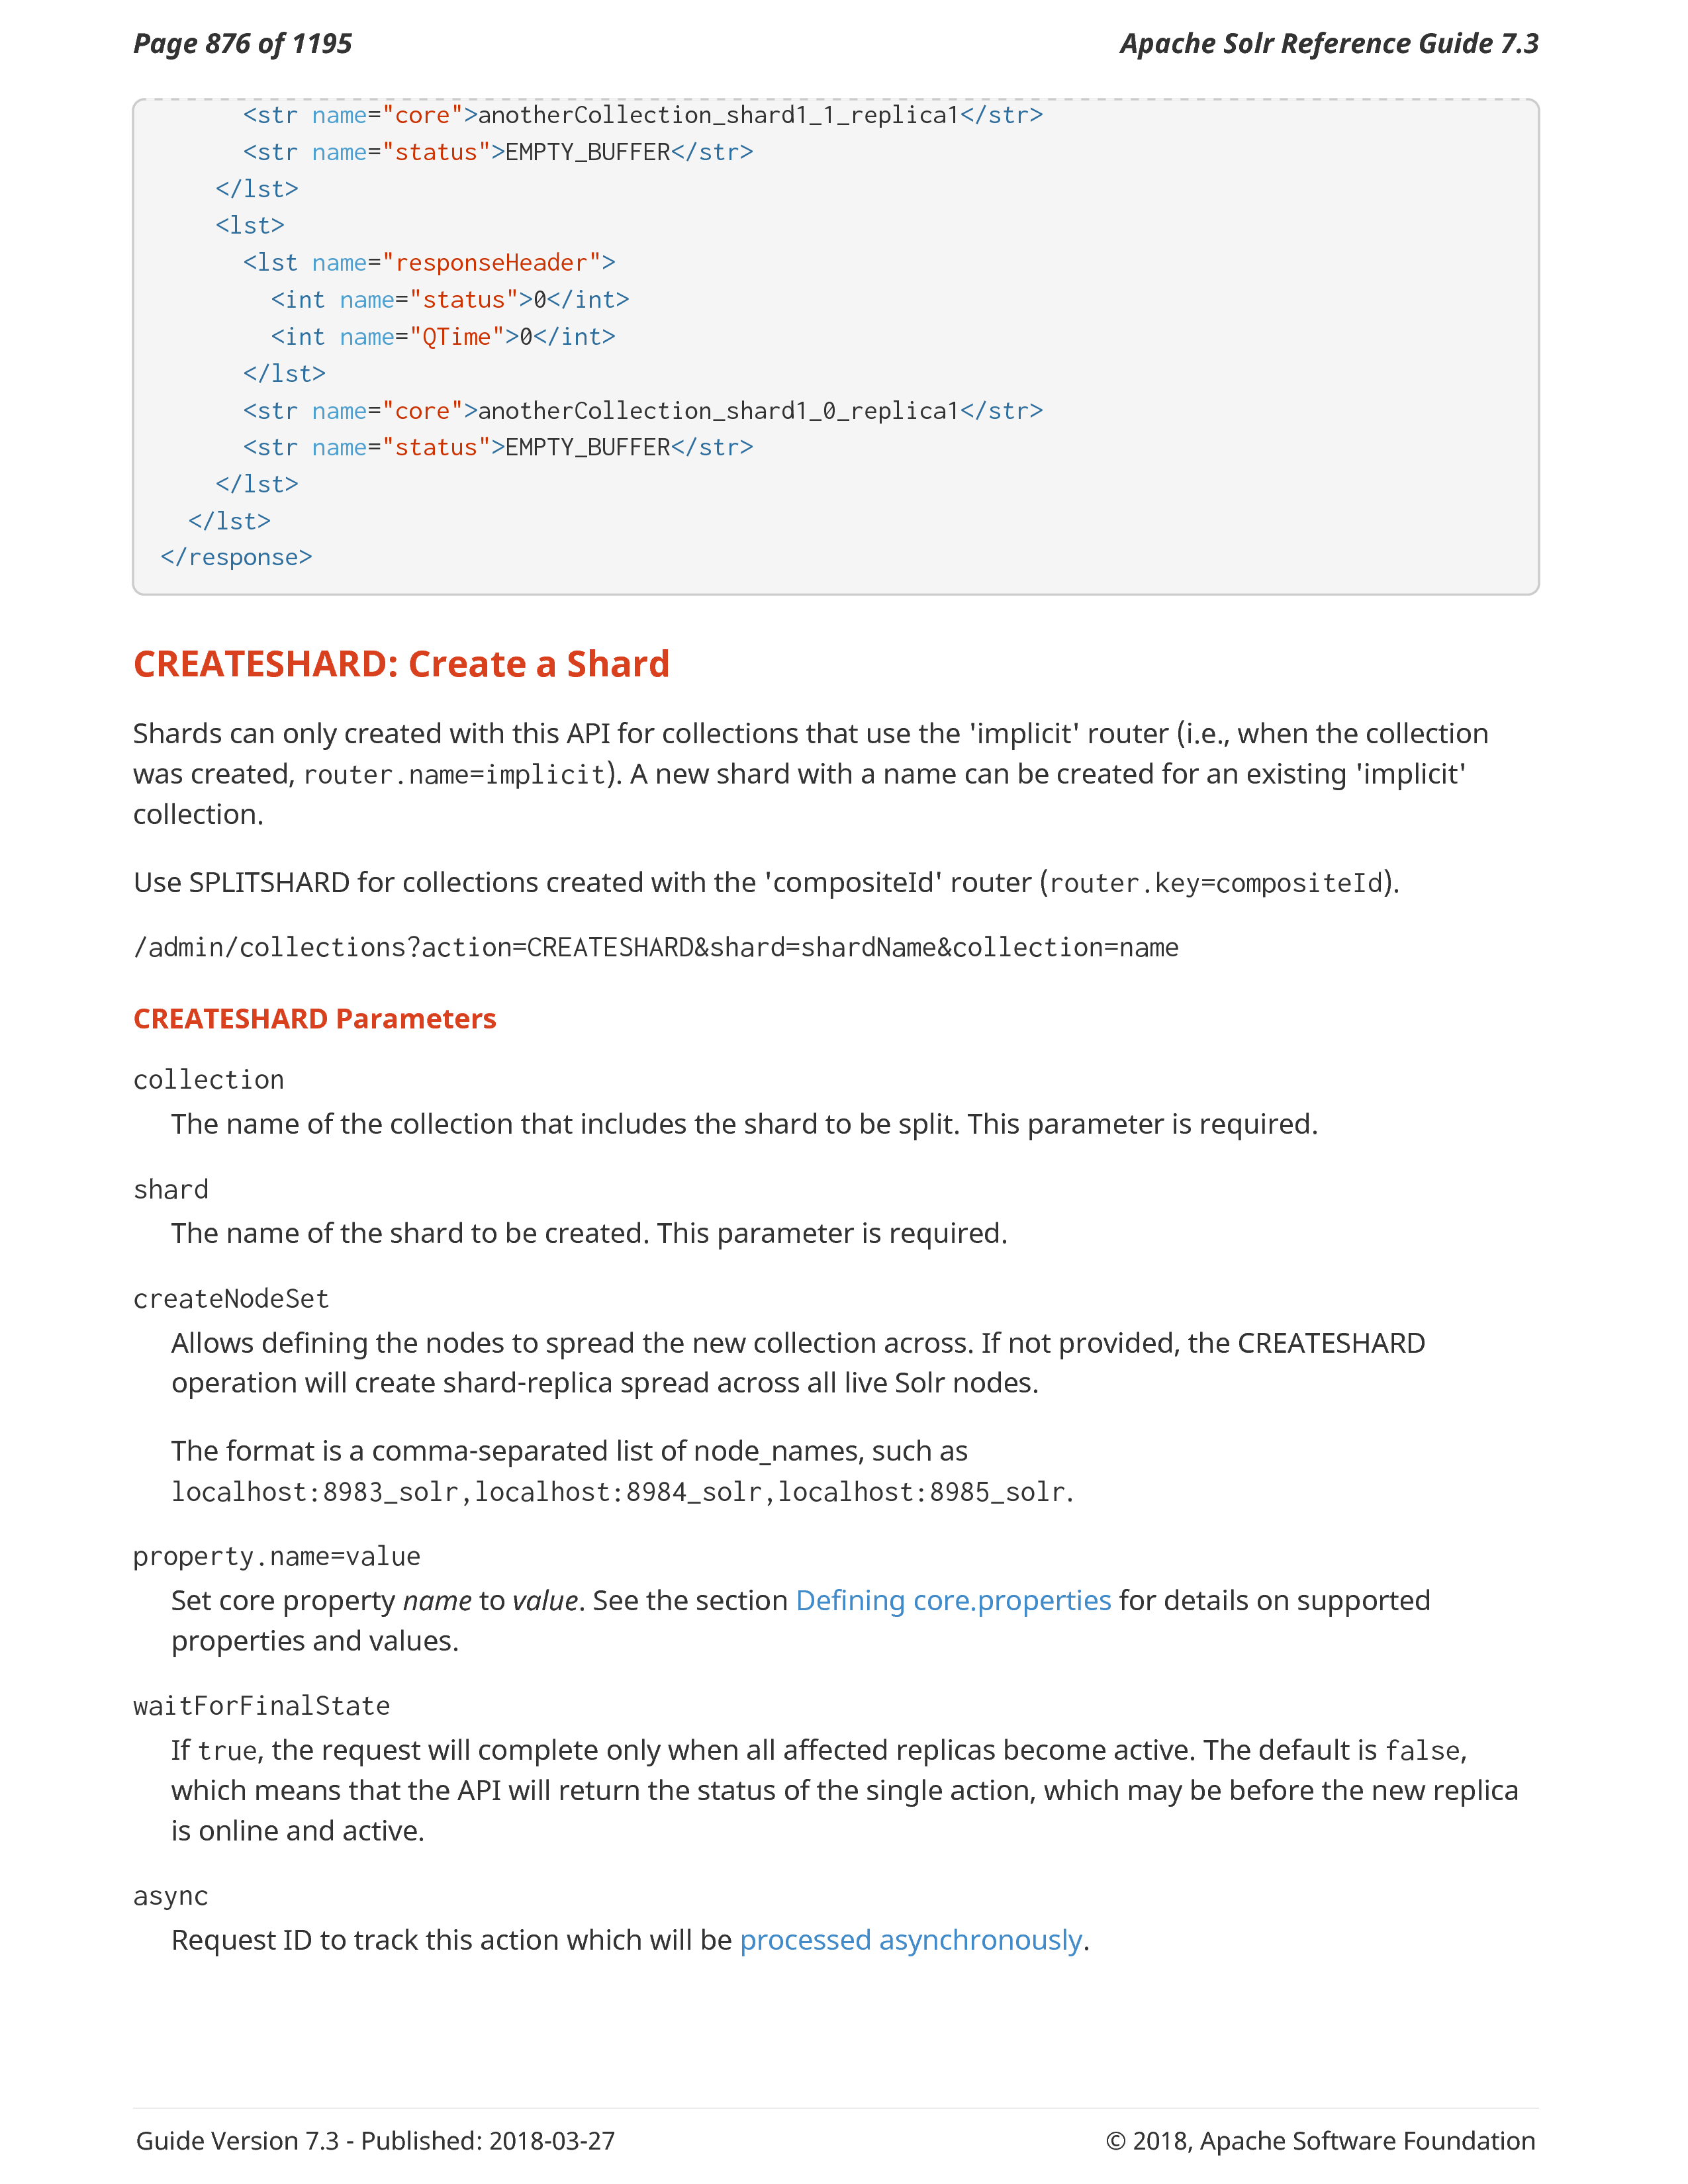 Page 876 of 1195
Apache Solr Reference Guide 7.3
<str name="core">anotherCollection_shard1_1_replica1</str>
<str name="status">EMPTY_BUFFER</str>
</lst>
<lst>
<lst name="responseHeader">
<int name="status">0</int>
<int name="QTime">0</int>
</lst>
<str name="core">anotherCollection_shard1_0_replica1</str>
<str name="status">EMPTY_BUFFER</str>
</lst>
</lst>
</response>
CREATESHARD: Create a Shard
Shards can only created with this API for collections that use the 'implicit' router (i.e., when the collection
was created, router.name=implicit). A new shard with a name can be created for an existing 'implicit'
collection.
Use SPLITSHARD for collections created with the 'compositeId' router (router.key=compositeId).
/admin/collections?action=CREATESHARD&shard=shardName&collection=name
CREATESHARD Parameters
collection
The name of the collection that includes the shard to be split. This parameter is required.
shard
The name of the shard to be created. This parameter is required.
createNodeSet
Allows defining the nodes to spread the new collection across. If not provided, the CREATESHARD
operation will create shard-replica spread across all live Solr nodes.
The format is a comma-separated list of node_names, such as
localhost:8983_solr,localhost:8984_solr,localhost:8985_solr.
property.name=value
Set core property name to value. See the section Defining core.properties for details on supported
properties and values.
waitForFinalState
If true, the request will complete only when all affected replicas become active. The default is false,
which means that the API will return the status of the single action, which may be before the new replica
is online and active.
async
Request ID to track this action which will be processed asynchronously.
Guide Version 7.3 - Published: 2018-03-27
© 2018, Apache Software Foundation